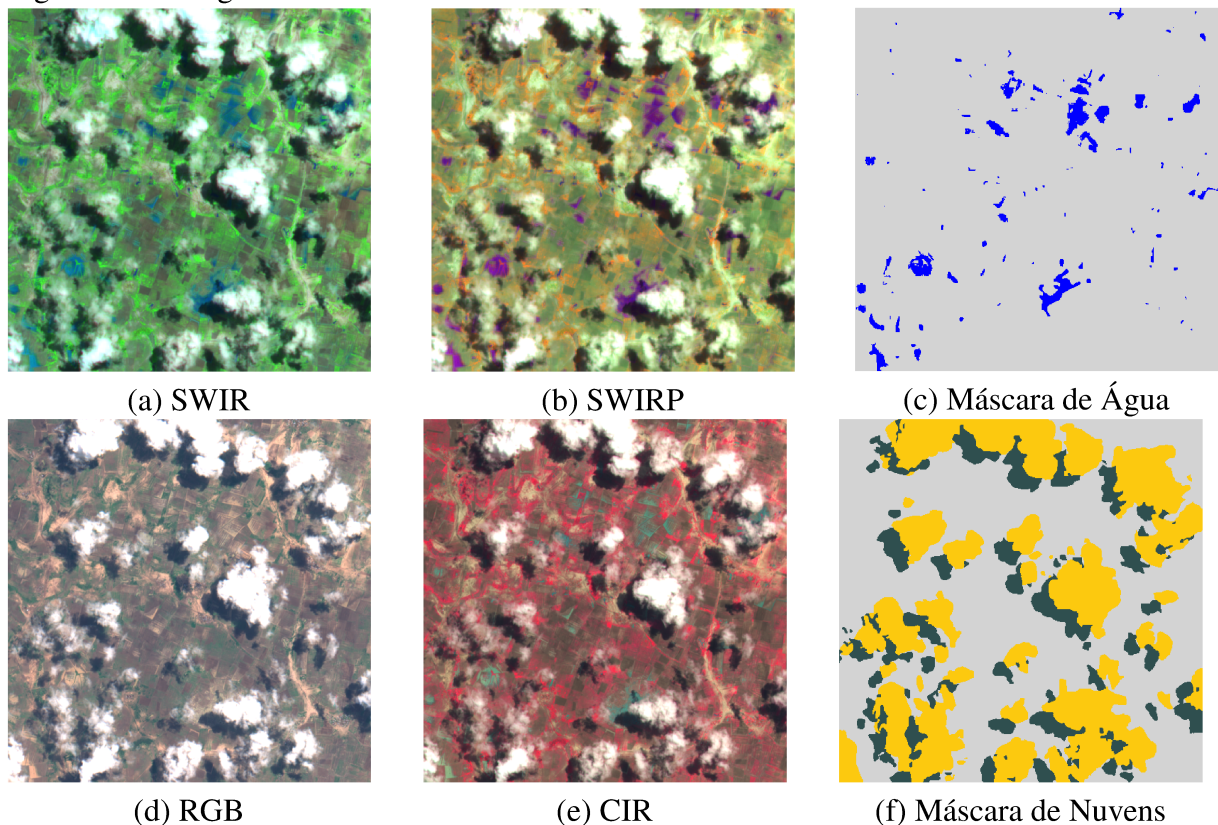 (a) SWIR
(b) SWIRP
(c) Máscara de Água
(d) RGB
(e) CIR
(f) Máscara de Nuvens